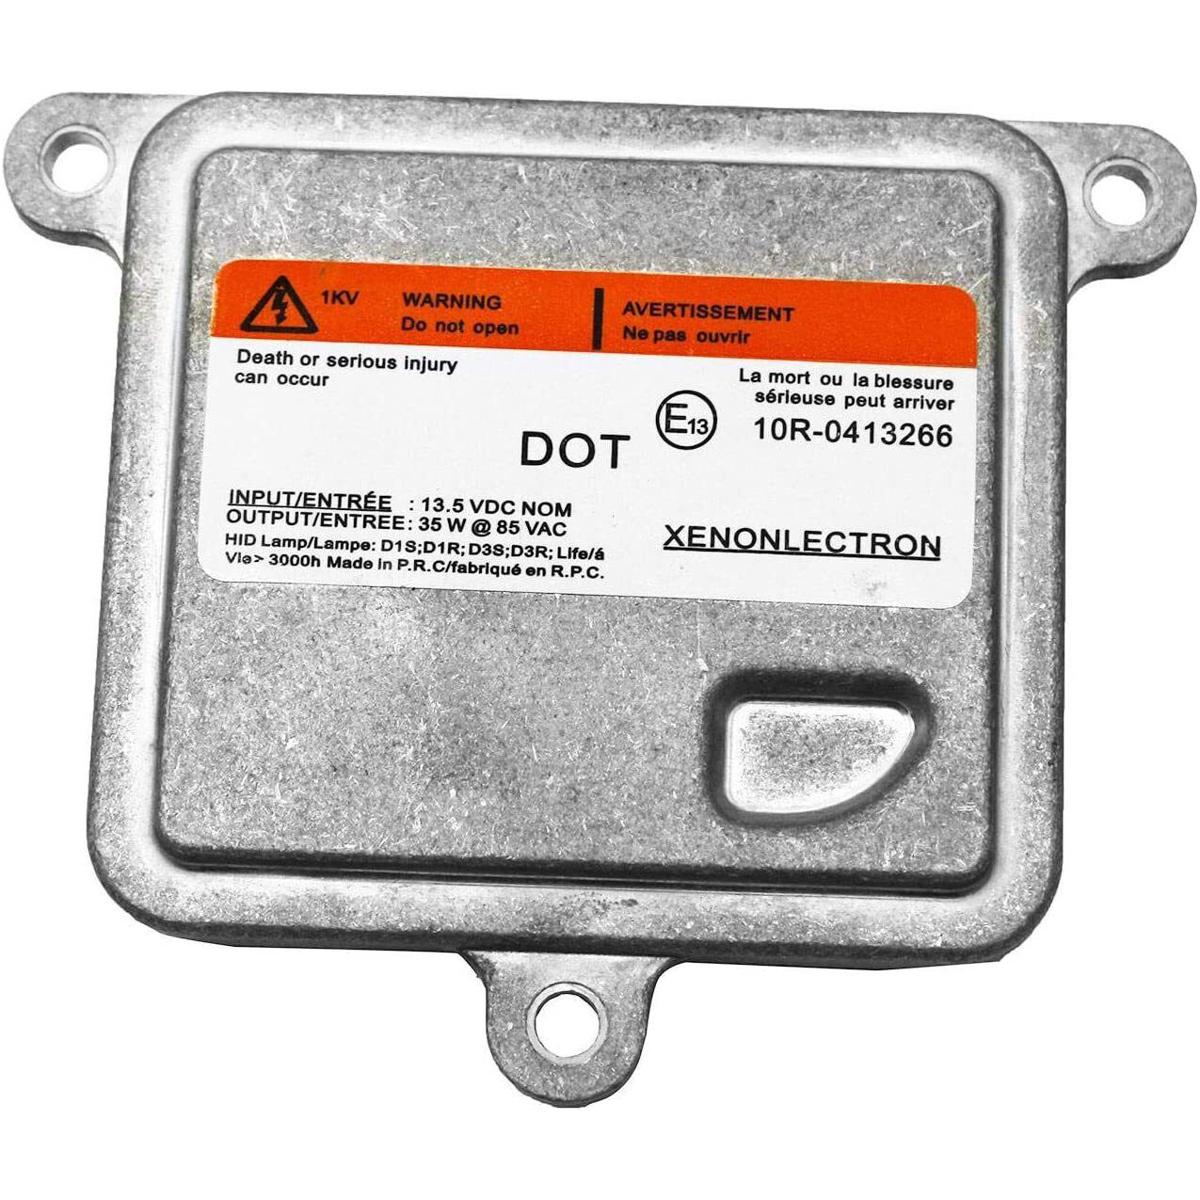 1KV WARNING AVERTISSEMENT
Do not open Ne pas ouvrir
Death or serious injury
can occur
La mort ou la blessure
sérieuse peut arriver
E13 10R-0413266
DOT
INPUT/ENTRÉE : 13.5 VDC NOM
OUTPUT/ENTREE: 35 W @ 85 VAC
HID Lamp/Lampe: D1S;D1R; D3S;D3R; Life/á
Vie> 3000h Made in P.R.C/fabriqué en R.P.C.
XENONLECTRON